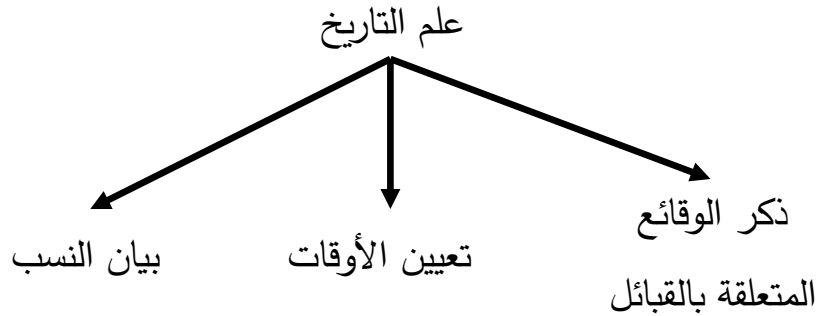 علم التاريخ
ذكر الوقائع
المتعلقة بالقبائل
تعيين الأوقات
بيان النسب